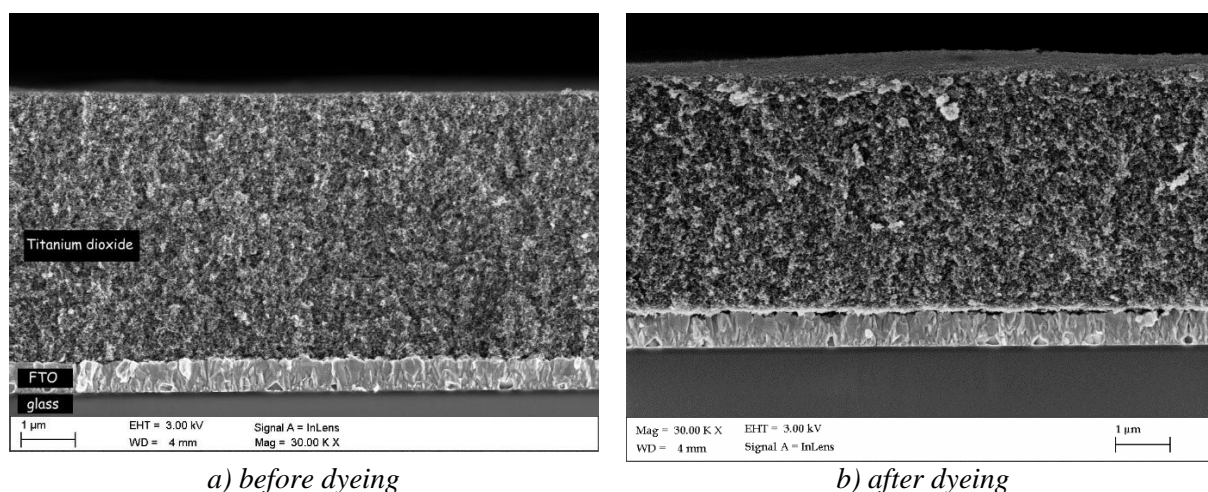 Titanium dioxide
FTO
glass
1 µm
EHT = 3.00 kV
Signal A = InLens
WD = 4 mm
Mag = 30.00 K X
a) before dyeing
Mag = 30.00 K X
EHT = 3.00 kV
1 µm
WD = 4 mm
Signal A = InLens
b) after dyeing